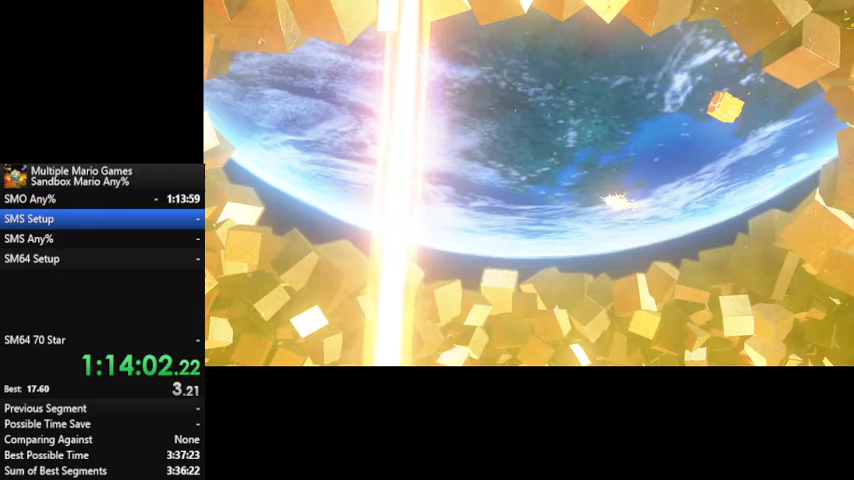 Multiple Mario Games
Sandbox Mario Any%
SMO Any% - 1:13:59
SMS Setup -
SMS Any% -
SM64 Setup -
SM64 70 Star -
1:14:02.22
Best: 17.60 3.21
Previous Segment -
Possible Time Save -
Comparing Against None
Best Possible Time 3:37:23
Sum of Best Segments 3:36:22